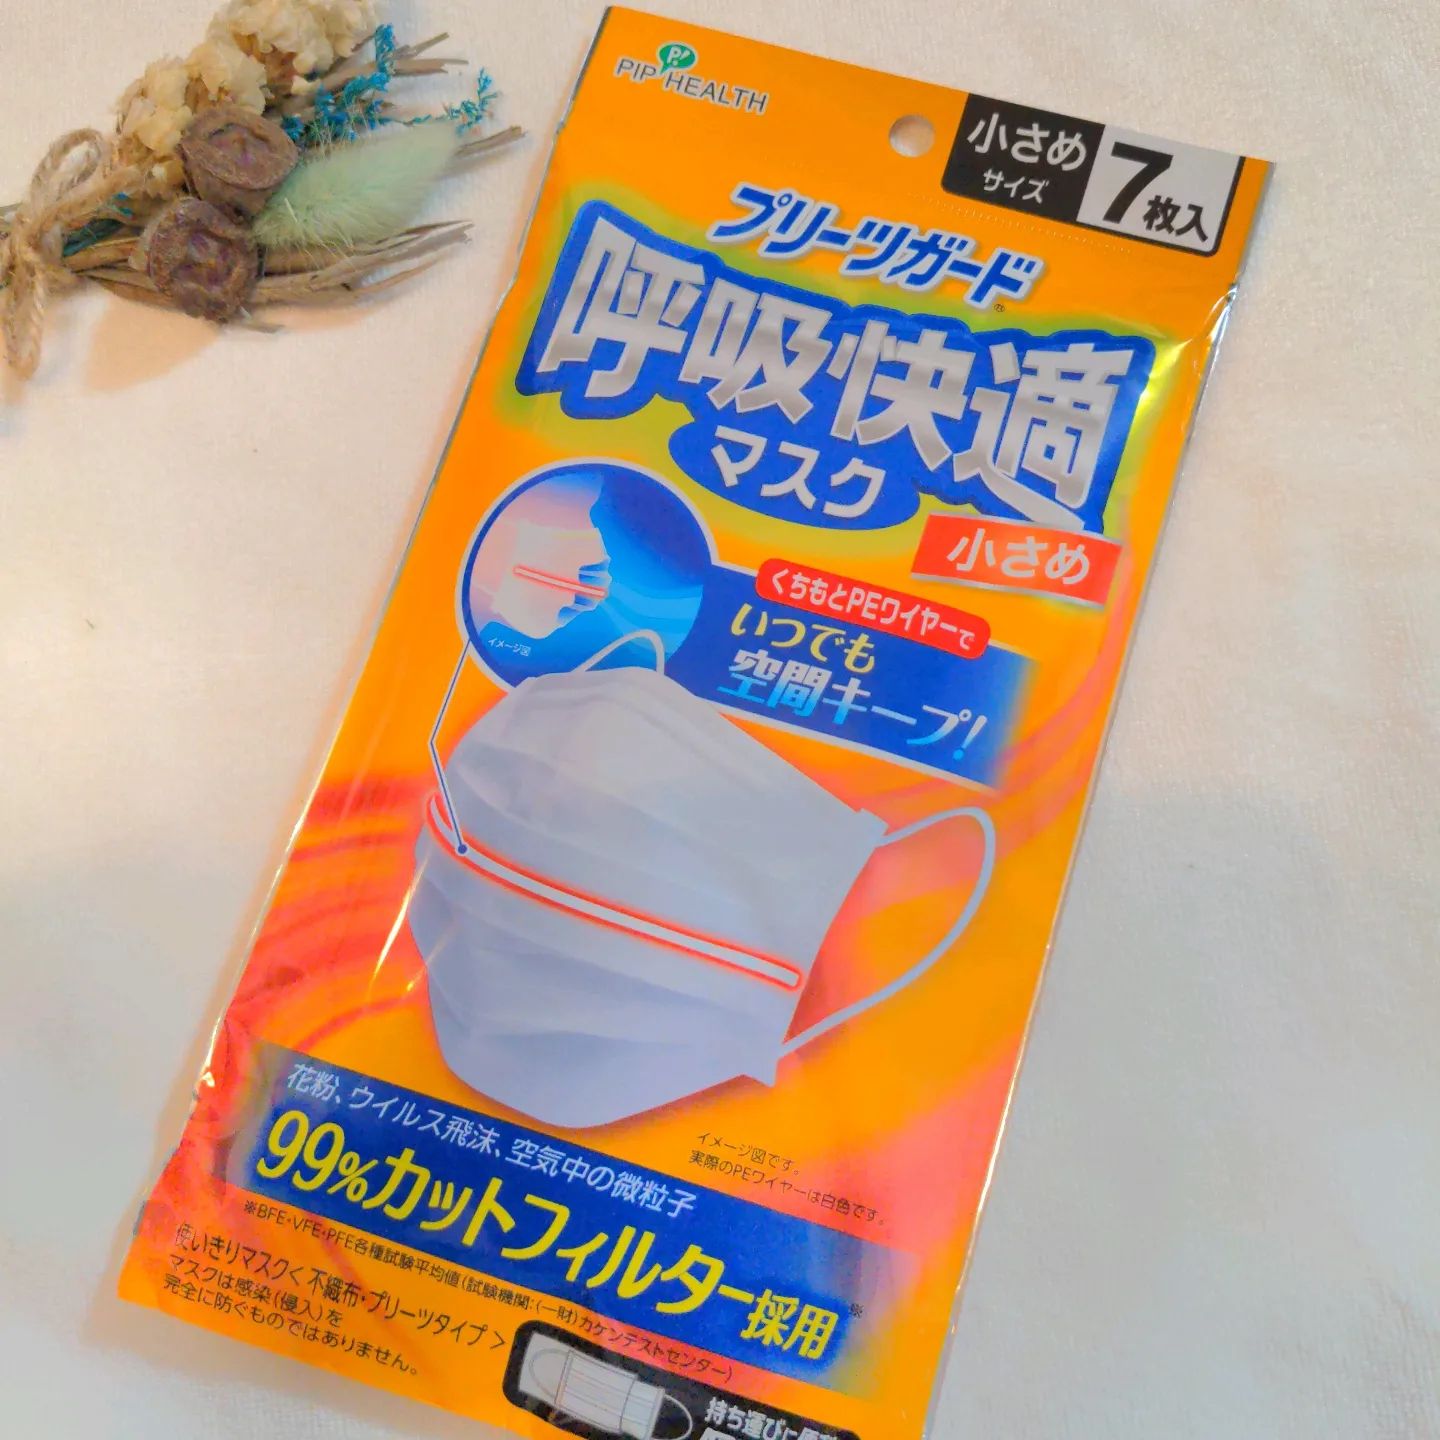 P!
PIP HEALTH
小さめ
サイズ
7枚入
プリーツガード®
呼吸快適
マスク
小さめ
くちもとPEワイヤーで
いつでも
空間キープ!
イメージ図
イメージ図です。
実際のPEワイヤーは白色です。
花粉、ウイルス飛沫、空気中の微粒子
99%カットフィルター採用※
※BFE・VFE・PFE各種試験平均値(試験機関:(一財)カケンテストセンター)
使いきりマスク<不織布・プリーツタイプ>
マスクは感染(侵入)を
完全に防ぐものではありません。
持ち運びに便利